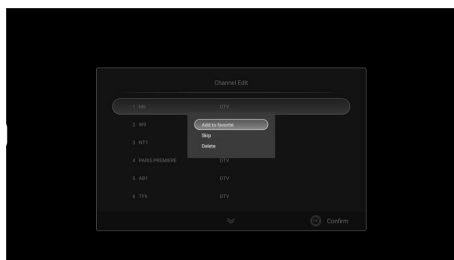 Channel Edit
1 M6 DTV
2 W9
Add to favorite
Skip
3 NT1
Delete
4 PARIS PREMIERE DTV
5 AB1 DTV
6 TF6 DTV
Confirm